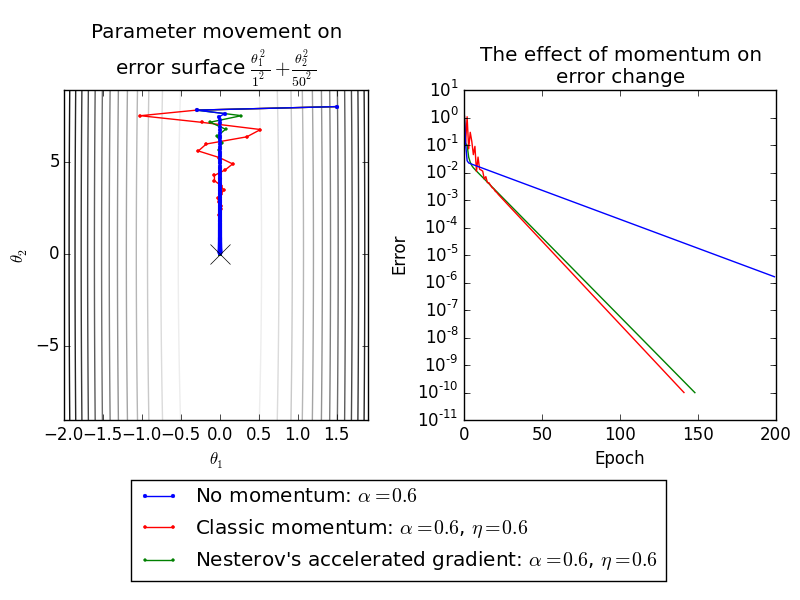 Parameter movement on
error surface θ₁²/1² + θ₂²/50²
5
0
−5
θ₂
−2.0 −1.5 −1.0 −0.5 0.0 0.5 1.0 1.5
θ₁
The effect of momentum on
error change
10¹
10⁰
10⁻¹
10⁻²
10⁻³
10⁻⁴
10⁻⁵
10⁻⁶
10⁻⁷
10⁻⁸
10⁻⁹
10⁻¹⁰
10⁻¹¹
Error
0 50 100 150 200
Epoch
No momentum: α=0.6
Classic momentum: α=0.6, η=0.6
Nesterov's accelerated gradient: α=0.6, η=0.6